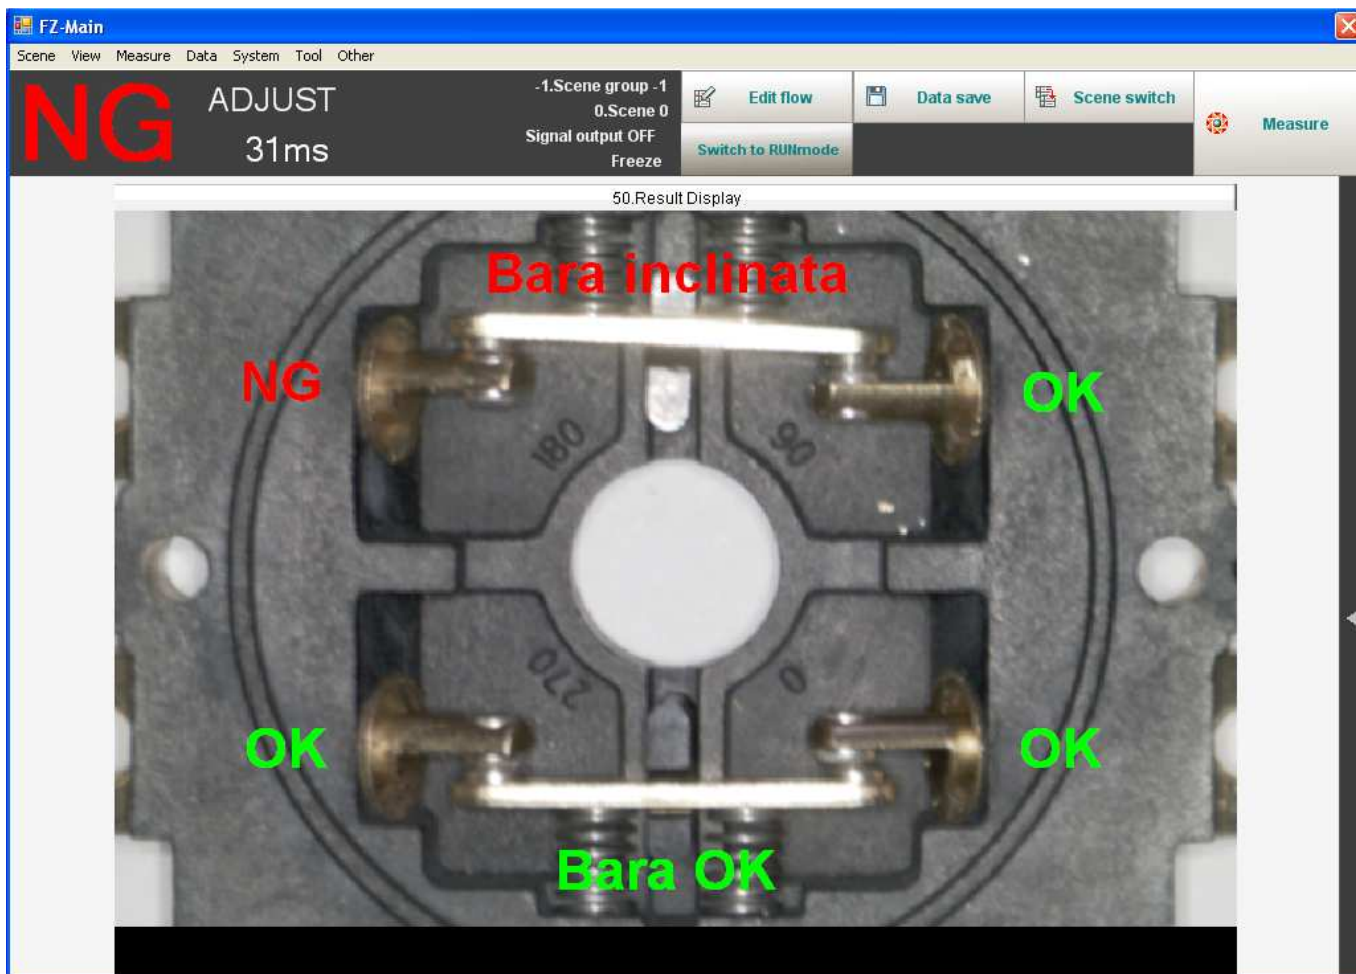 FZ-Main
Scene View Measure Data System Tool Other
NG
ADJUST
31ms
-1.Scene group -1
0.Scene 0
Signal output OFF
Freeze
Edit flow
Data save
Scene switch
Switch to RUNmode
Measure
50.Result Display
Bara inclinata
NG
OK
180
90
270
0
OK
OK
Bara OK